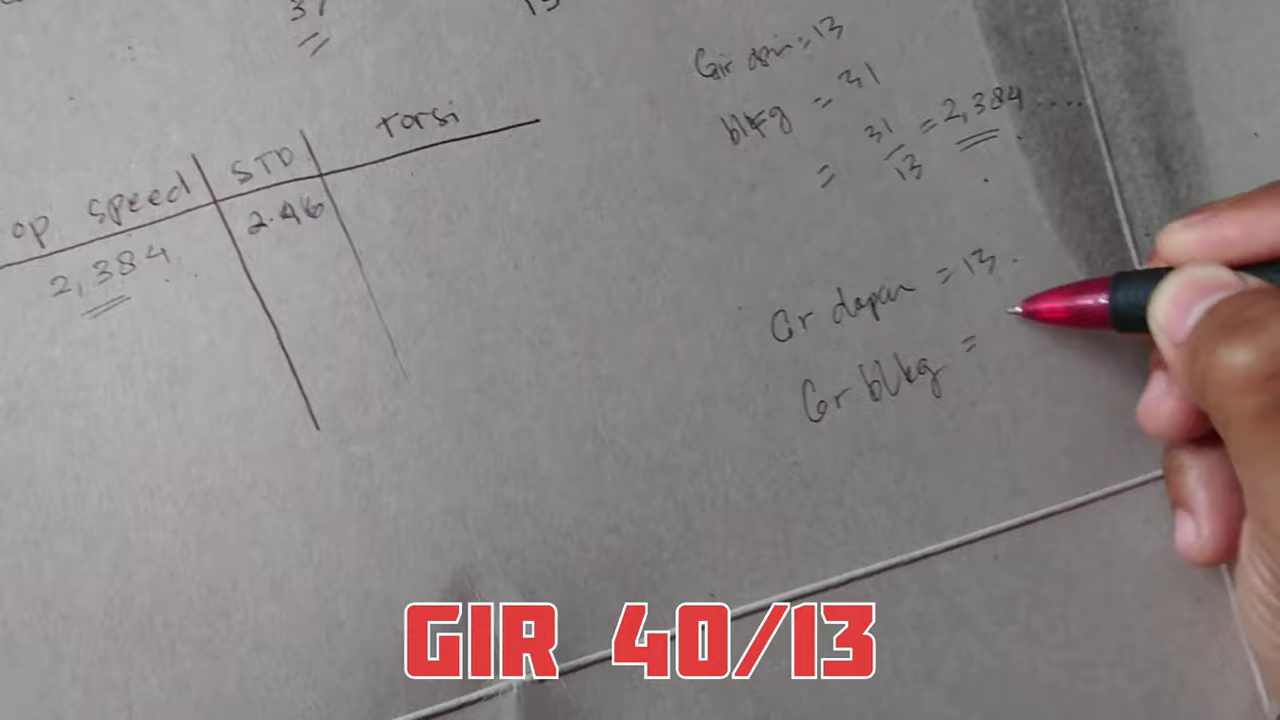 31
op speed STD torsi
2,384 2.46
Gir dpn = 13
blkg = 31
= 31/13 = 2,384....
Gr depan = 13.
Gr blkg =
GIR 40/13